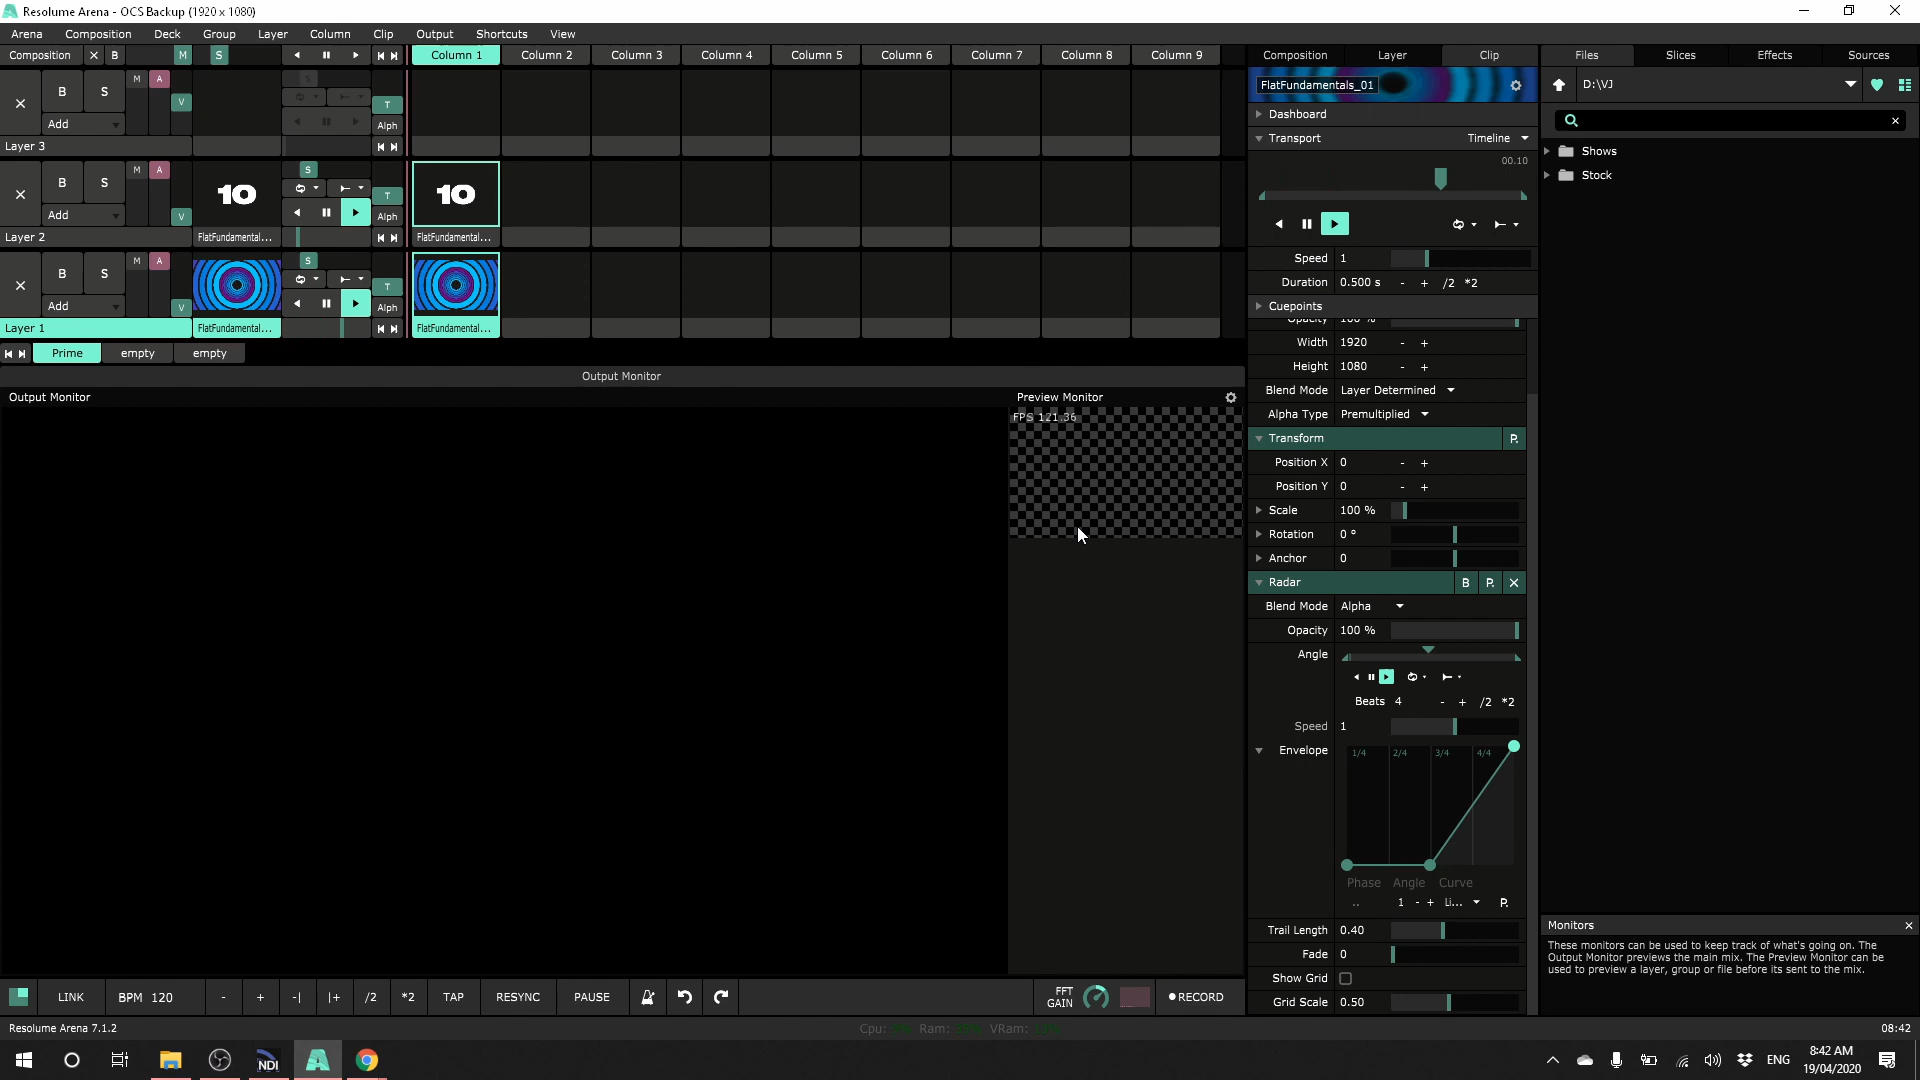 Resolume Arena - OCS Backup (1920 x 1080)
Arena Composition Deck Group Layer Column Clip Output Shortcuts View
Composition B M S Column 1 Column 2 Column 3 Column 4 Column 5 Column 6 Column 7 Column 8 Column 9
B S M A V S T
Add Alph
Layer 3
B S M A V 10 S T 10
Add Alph
Layer 2 FlatFundamental... FlatFundamental...
B S M A V S T
Add Alph
Layer 1 FlatFundamental... FlatFundamental...
Prime empty empty
Output Monitor
Output Monitor Preview Monitor
FPS 121.36
Composition Layer Clip
FlatFundamentals_01
Dashboard
Transport Timeline
00.10
Speed 1
Duration 0.500 s - + /2 *2
Cuepoints
Opacity 100 %
Width 1920 - +
Height 1080 - +
Blend Mode Layer Determined
Alpha Type Premultiplied
Transform P.
Position X 0 - +
Position Y 0 - +
Scale 100 %
Rotation 0 °
Anchor 0
Radar B P. X
Blend Mode Alpha
Opacity 100 %
Angle
Beats 4 - + /2 *2
Speed 1
Envelope 1/4 2/4 3/4 4/4
Phase Angle Curve
.. 1 - + Li... P.
Trail Length 0.40
Fade 0
Show Grid
Grid Scale 0.50
Files Slices Effects Sources
D:\VJ
Shows
Stock
Monitors
These monitors can be used to keep track of what's going on. The
Output Monitor previews the main mix. The Preview Monitor can be
used to preview a layer, group or file before its sent to the mix.
LINK BPM 120 - + -| |+ /2 *2 TAP RESYNC PAUSE FFT GAIN RECORD
Resolume Arena 7.1.2 Cpu: Ram: VRam: 08:42
NDI ENG 8:42 AM
19/04/2020